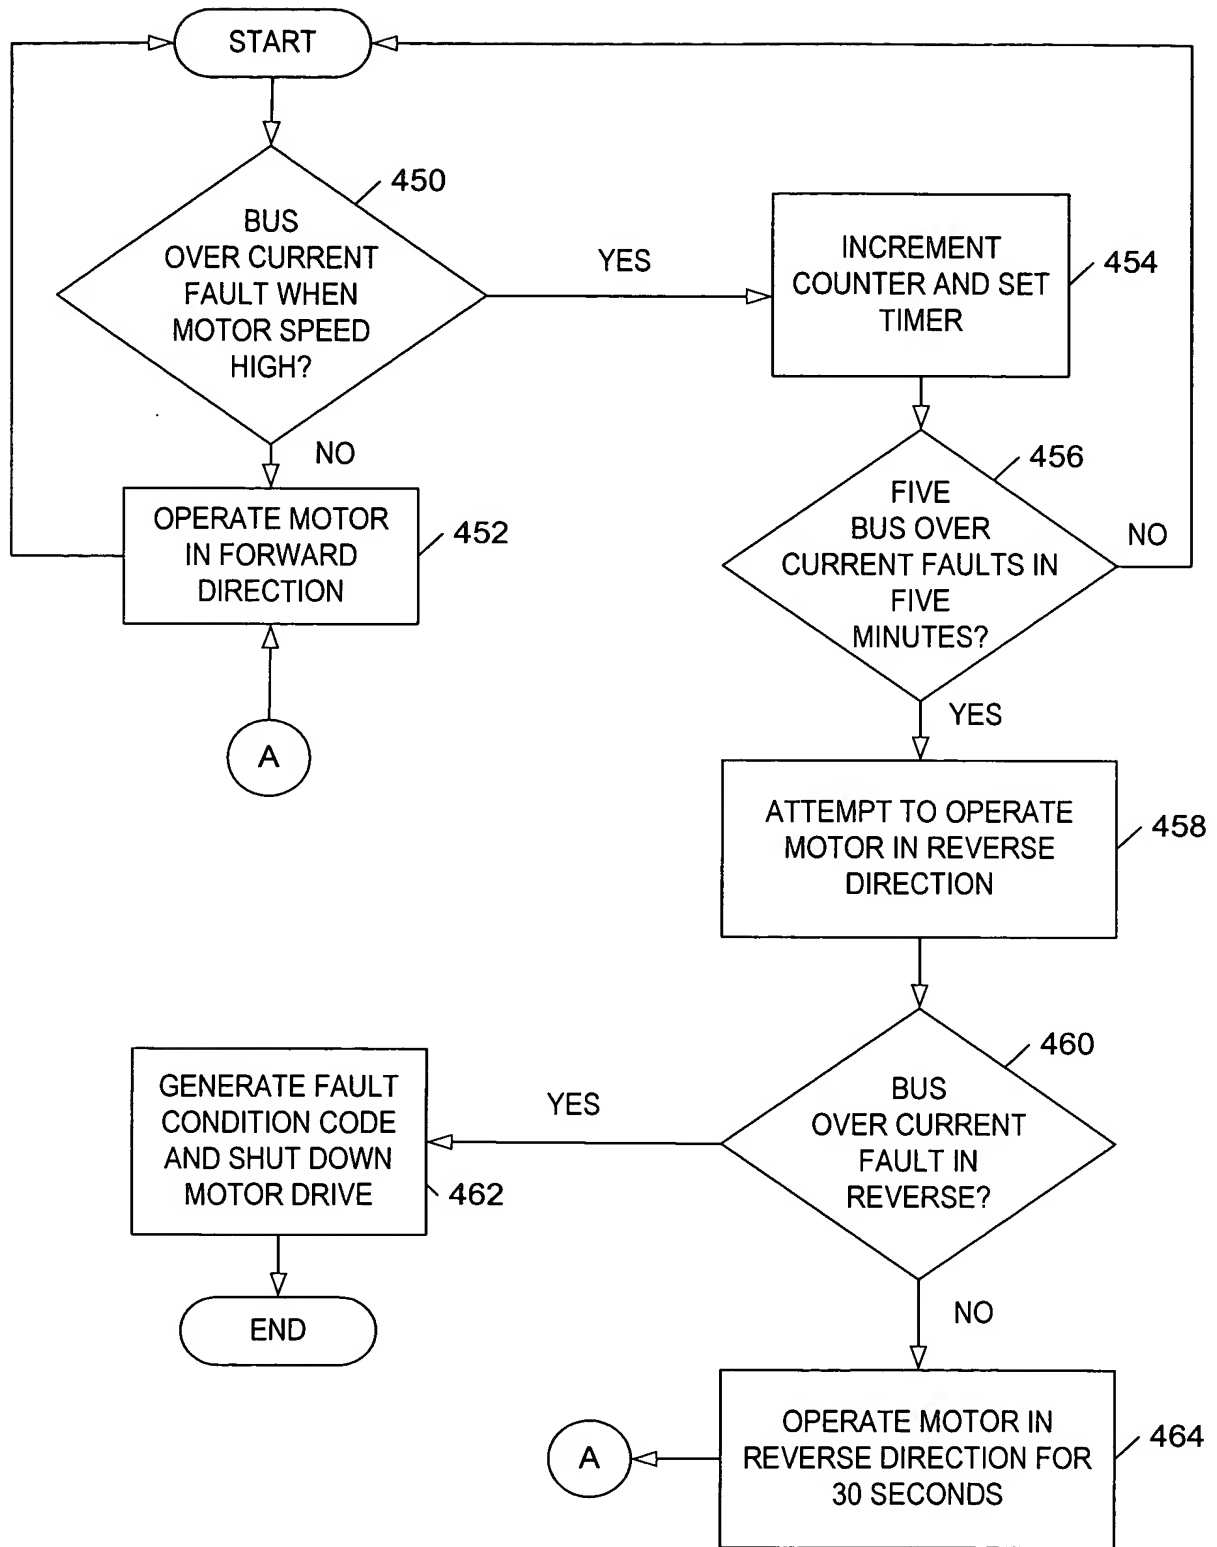 START
450
BUS
OVER CURRENT
FAULT WHEN
MOTOR SPEED
HIGH?
YES
INCREMENT
COUNTER AND SET
TIMER
454
NO
OPERATE MOTOR
IN FORWARD
DIRECTION
452
456
FIVE
BUS OVER
CURRENT FAULTS IN
FIVE
MINUTES?
NO
A
YES
ATTEMPT TO OPERATE
MOTOR IN REVERSE
DIRECTION
458
460
BUS
OVER CURRENT
FAULT IN
REVERSE?
YES
GENERATE FAULT
CONDITION CODE
AND SHUT DOWN
MOTOR DRIVE
462
END
NO
OPERATE MOTOR IN
REVERSE DIRECTION FOR
30 SECONDS
464
A